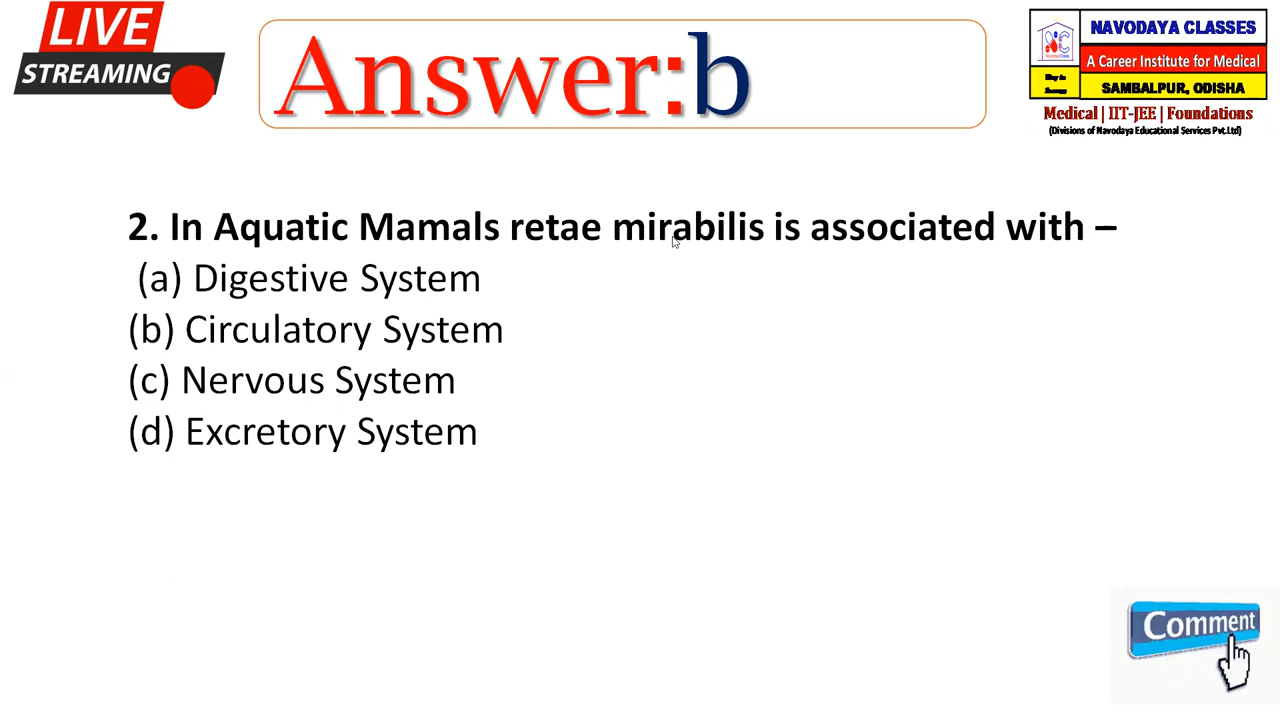 LIVE
STREAMING
Answer:b
NAVODAYA CLASSES
A Career Institute for Medical
SAMBALPUR, ODISHA
Medical | IIT-JEE | Foundations
(Divisions of Navodaya Educational Services Pvt.Ltd)
2. In Aquatic Mamals retae mirabilis is associated with –
(a) Digestive System
(b) Circulatory System
(c) Nervous System
(d) Excretory System
Comment